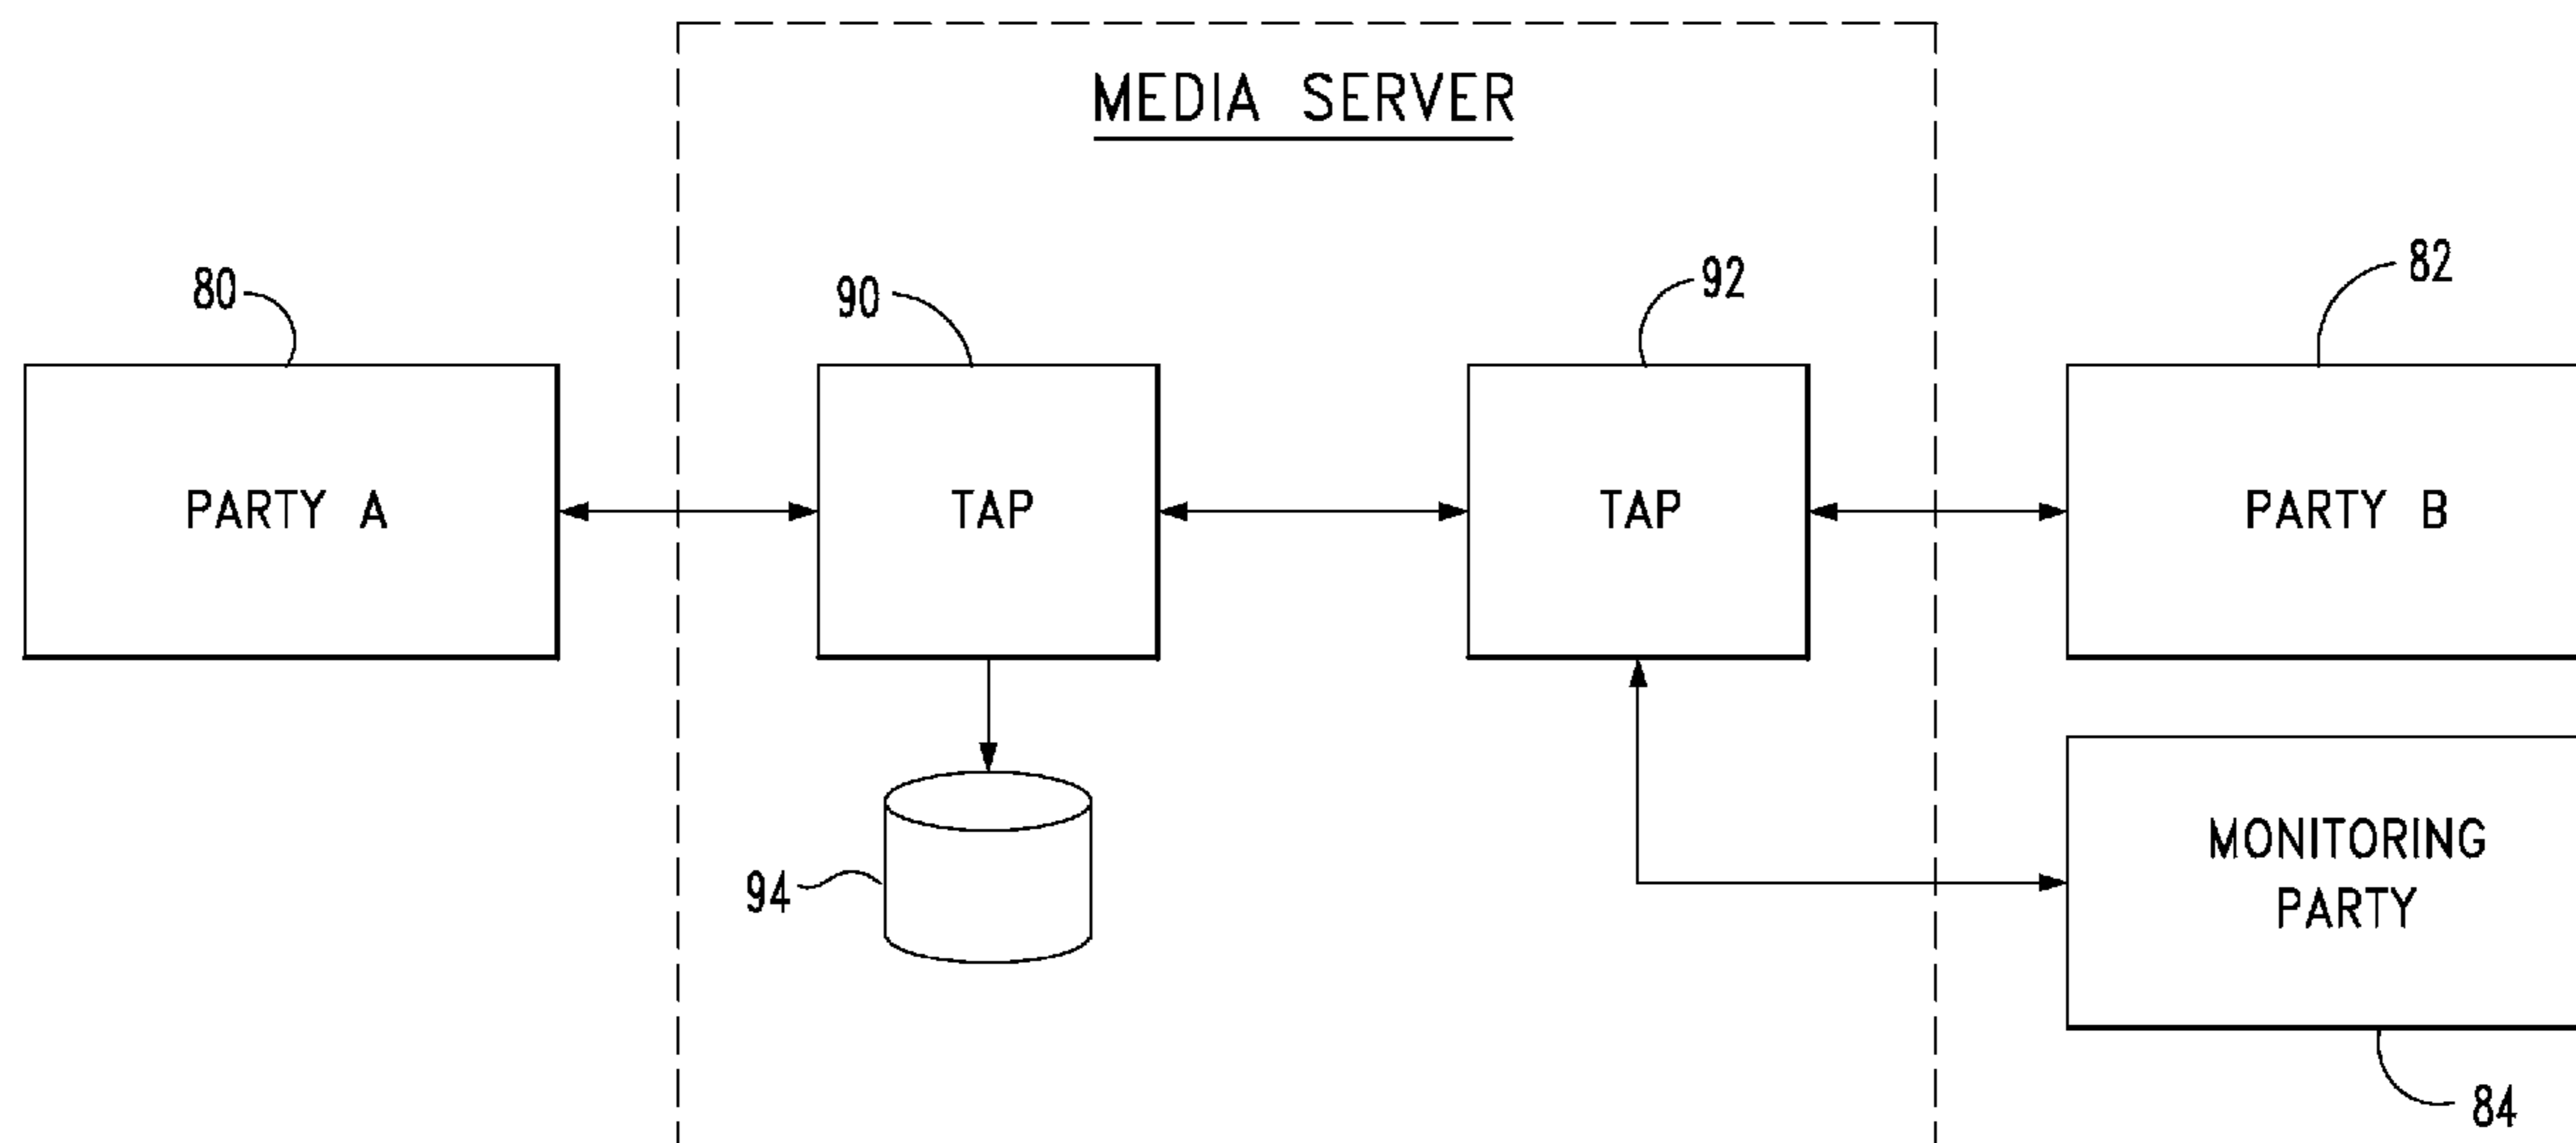 MEDIA SERVER
80
90
92
82
PARTY A
TAP
TAP
PARTY B
MONITORING
PARTY
94
84